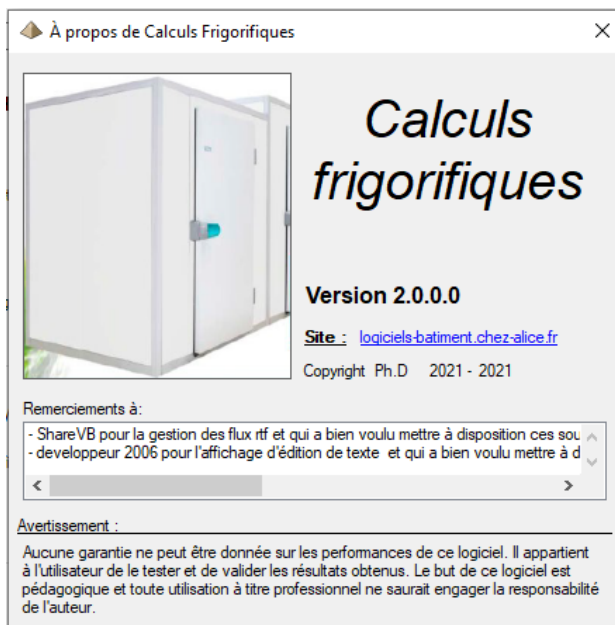 À propos de Calculs Frigorifiques
Calculs
frigorifiques
Version 2.0.0.0
Site : logiciels-batiment.chez-alice.fr
Copyright Ph.D 2021 - 2021
Remerciements à:
- ShareVB pour la gestion des flux rtf et qui a bien voulu mettre à disposition ces
- developpeur 2006 pour l'affichage d'édition de texte et qui a bien voulu mettre à
Avertissement :
Aucune garantie ne peut être donnée sur les performances de ce logiciel. Il appartient
à l'utilisateur de le tester et de valider les résultats obtenus. Le but de ce logiciel est
pédagogique et toute utilisation à titre professionnel ne saurait engager la responsabilité
de l'auteur.